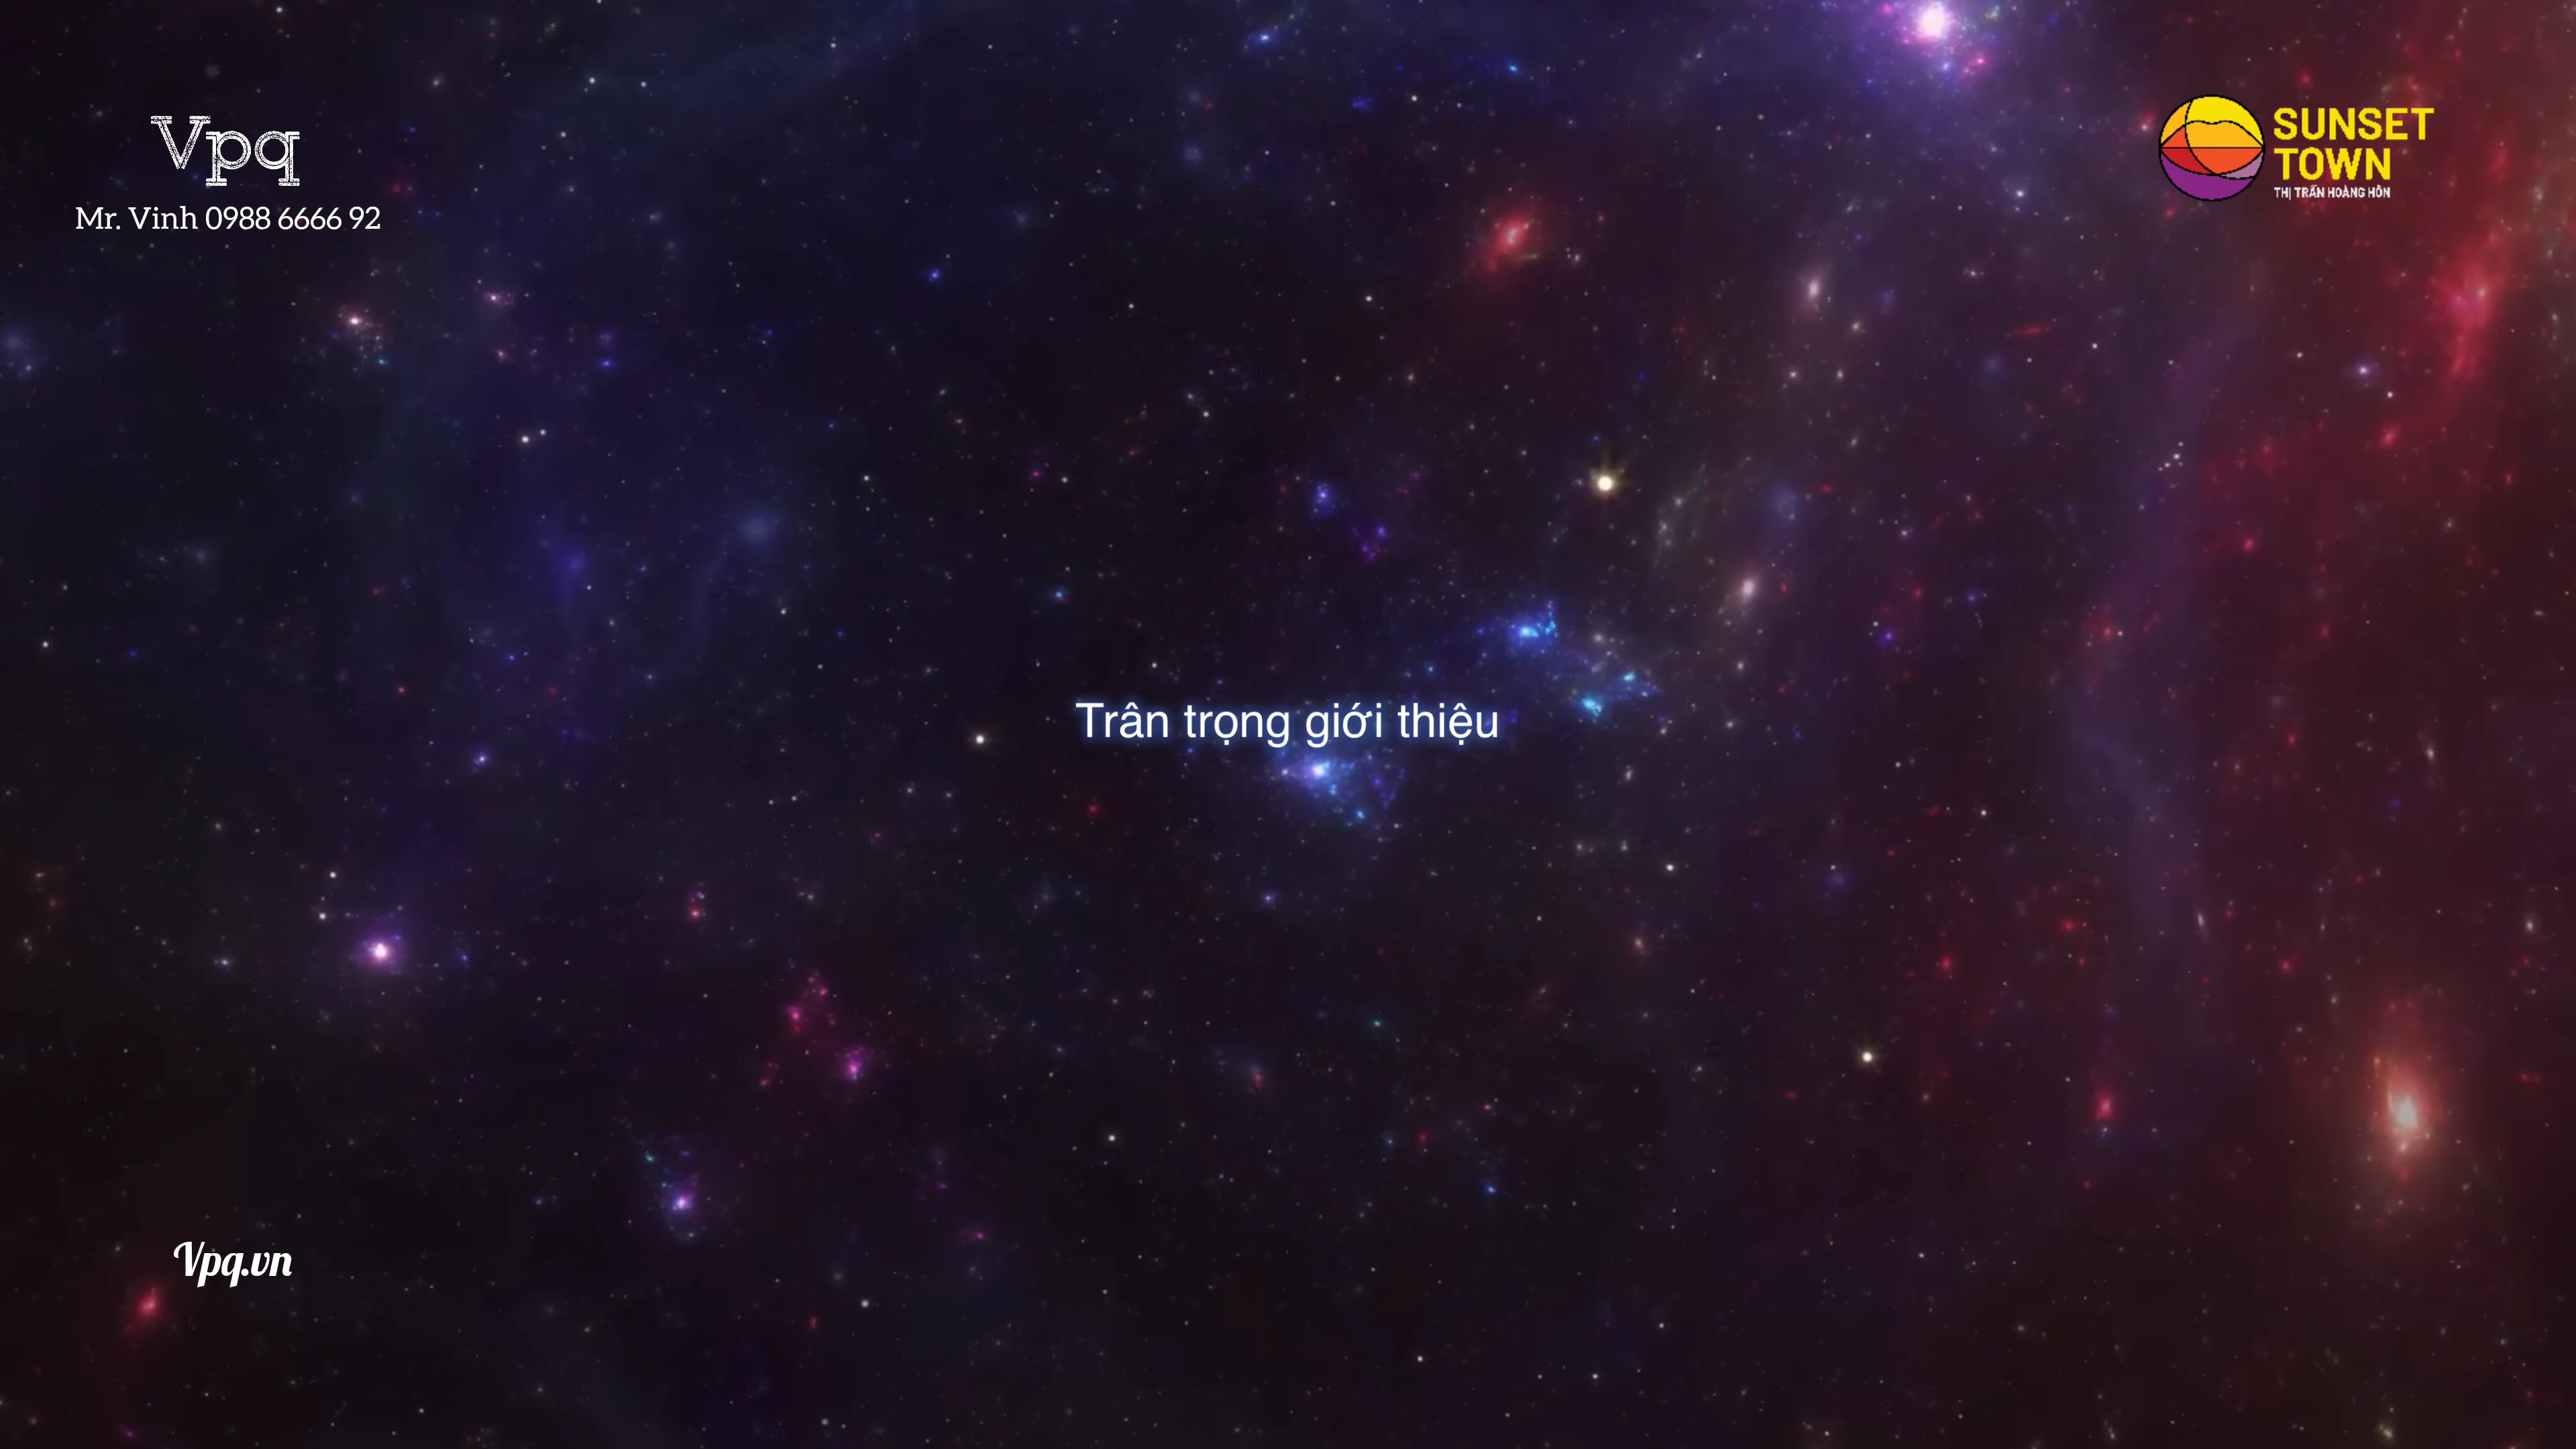 Vpq
Mr. Vinh 0988 6666 92
SUNSET
TOWN
THỊ TRẤN HOÀNG HÔN
Trân trọng giới thiệu
Vpq.vn